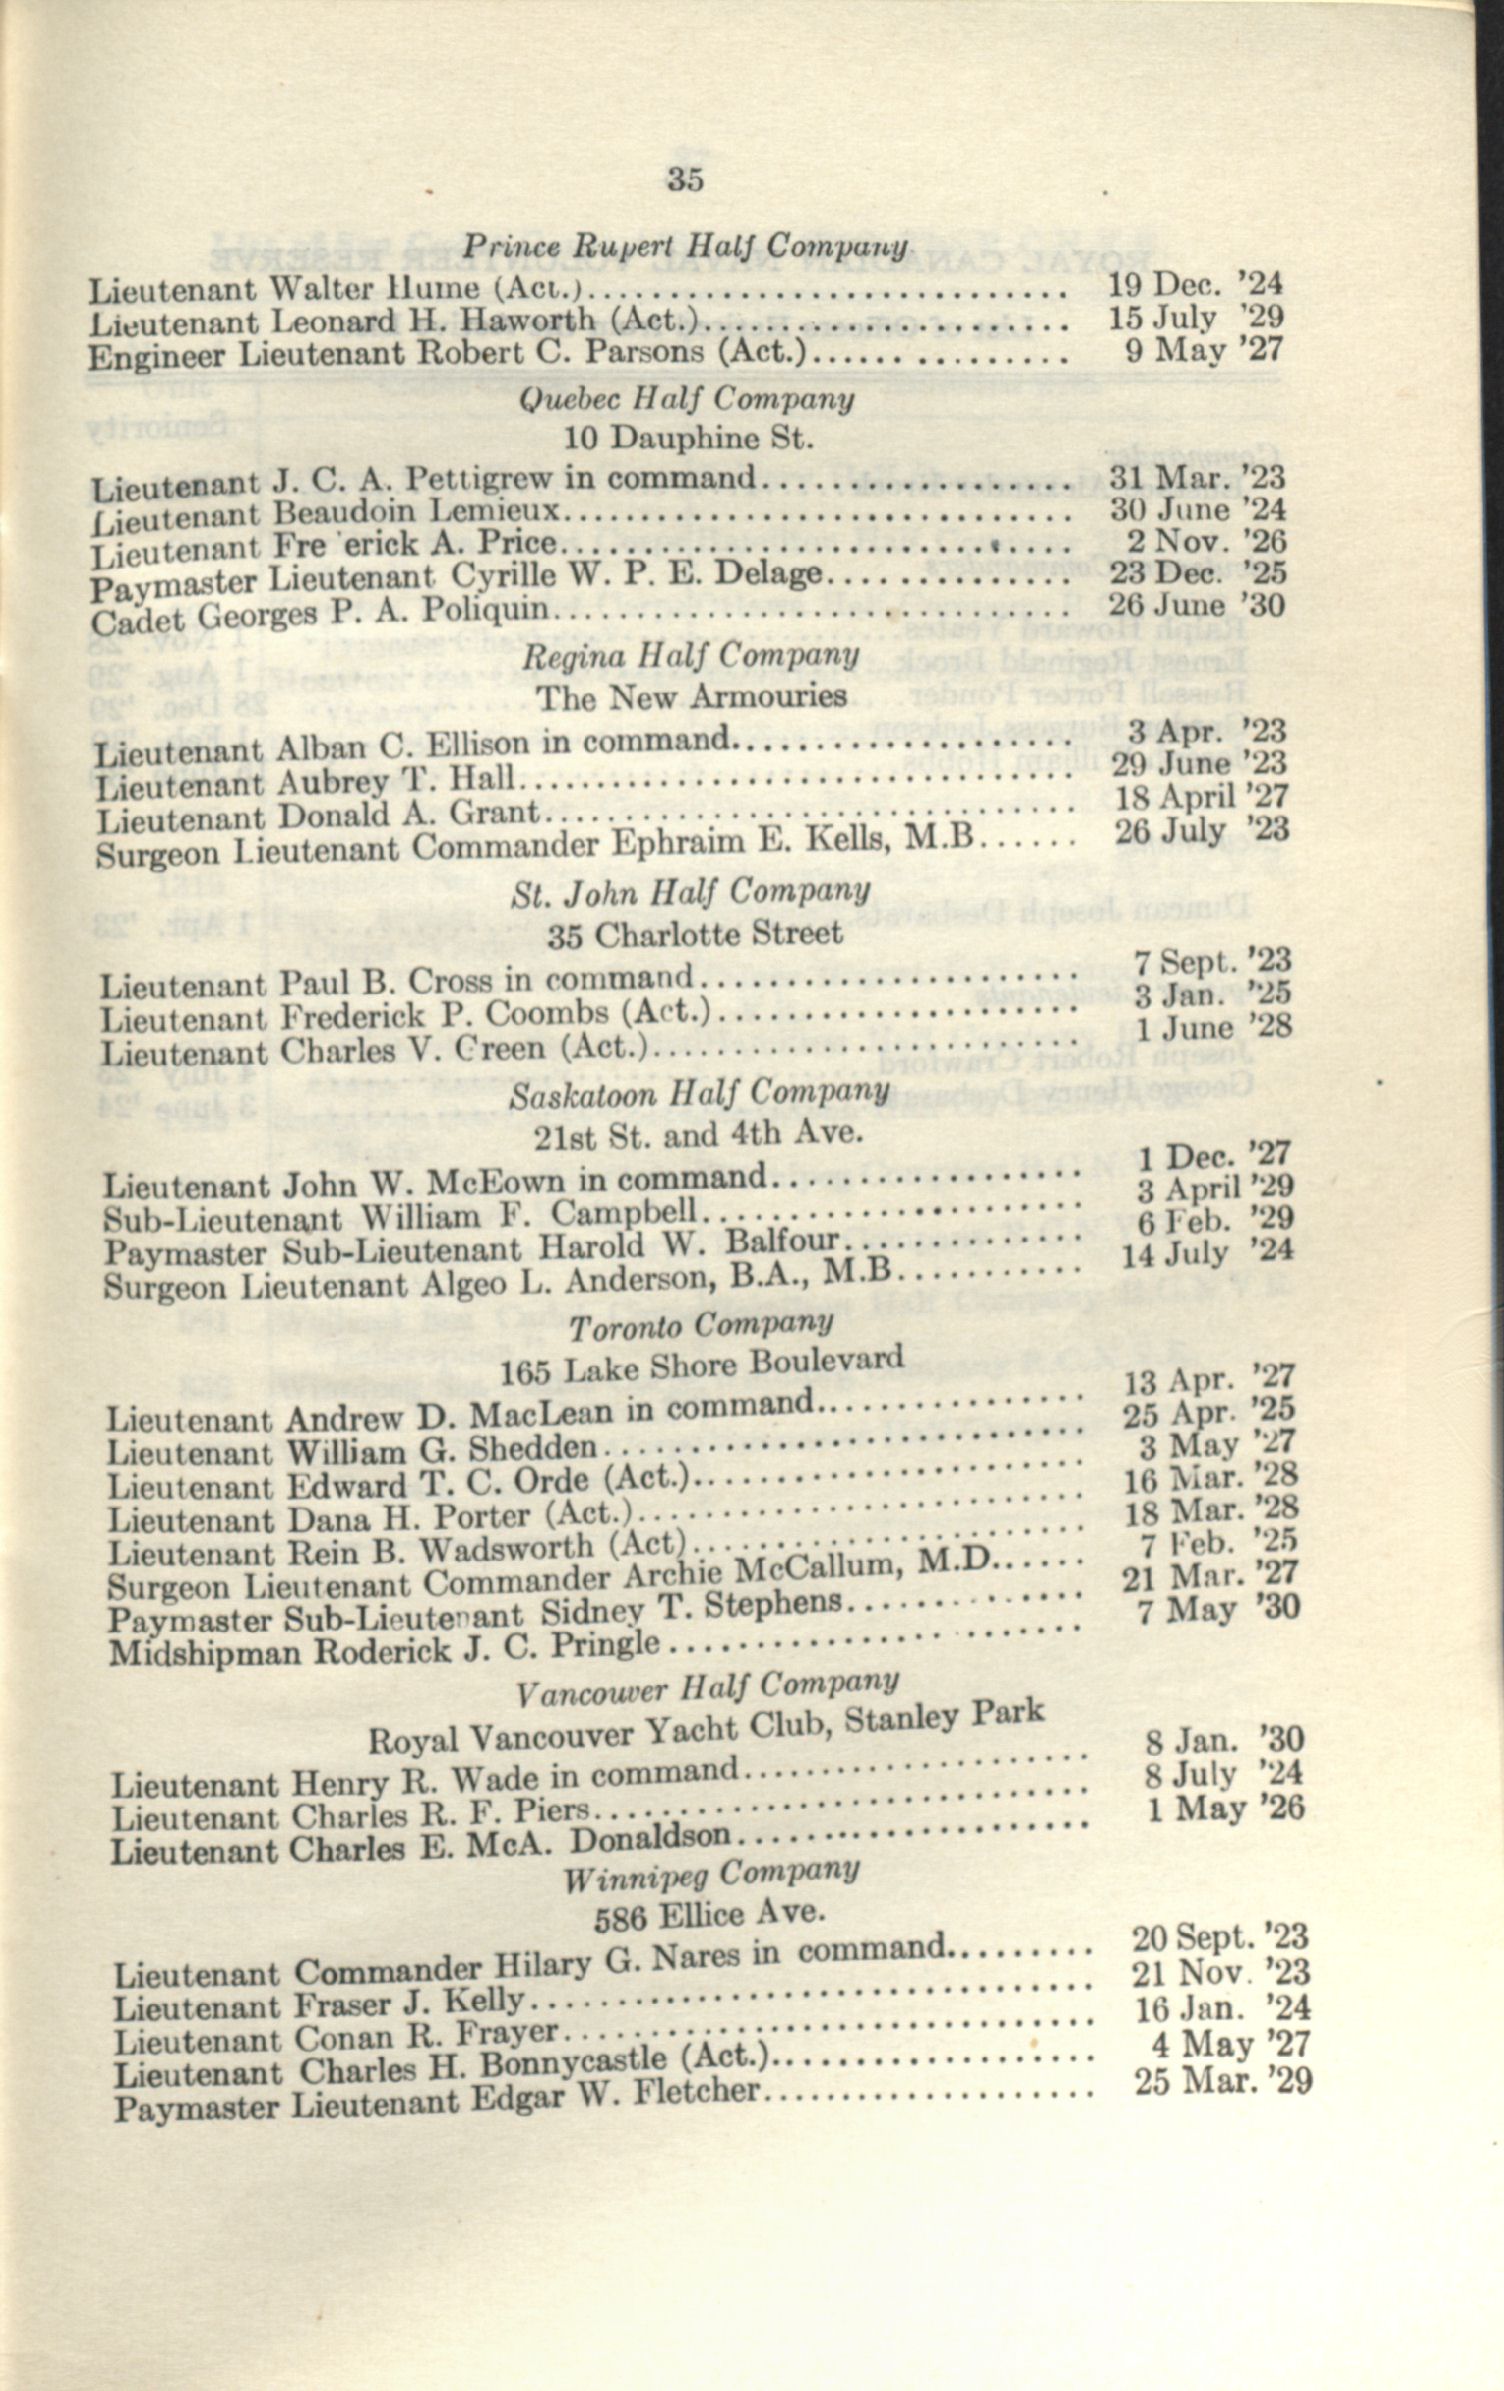 35
Prince Rupert Half Company
Lieutenant Walter Hume (Act.).............................. 19 Dec. '24
Lieutenant Leonard H. Haworth (Act.)....................... 15 July '29
Engineer Lieutenant Robert C. Parsons (Act.)................ 9 May '27
Quebec Half Company
10 Dauphine St.
Lieutenant J. C. A. Pettigrew in command................... 31 Mar. '23
Lieutenant Beaudoin Lemieux............................... 30 June '24
Lieutenant Fre erick A. Price............................... 2 Nov. '26
Paymaster Lieutenant Cyrille W. P. E. Delage............... 23 Dec. '25
Cadet Georges P. A. Poliquin................................ 26 June '30
Regina Half Company
The New Armouries
Lieutenant Alban C. Ellison in command..................... 3 Apr. '23
Lieutenant Aubrey T. Hall.................................. 29 June '23
Lieutenant Donald A. Grant................................. 18 April '27
Surgeon Lieutenant Commander Ephraim E. Kells, M.B...... 26 July '23
St. John Half Company
35 Charlotte Street
Lieutenant Paul B. Cross in command....................... 7 Sept. '23
Lieutenant Frederick P. Coombs (Act.)...................... 3 Jan. '25
Lieutenant Charles V. Green (Act.).......................... 1 June '28
Saskatoon Half Company
21st St. and 4th Ave.
Lieutenant John W. McEown in command................... 1 Dec. '27
Sub-Lieutenant William F. Campbell........................ 3 April '29
Paymaster Sub-Lieutenant Harold W. Balfour............... 6 Feb. '29
Surgeon Lieutenant Algeo L. Anderson, B.A., M.B............ 14 July '24
Toronto Company
165 Lake Shore Boulevard
Lieutenant Andrew D. MacLean in command................ 13 Apr. '27
Lieutenant William G. Shedden............................. 25 Apr. '25
Lieutenant Edward T. C. Orde (Act.)........................ 3 May '27
Lieutenant Dana H. Porter (Act.)........................... 16 Mar. '28
Lieutenant Rein B. Wadsworth (Act)........................ 18 Mar. '28
Surgeon Lieutenant Commander Archie McCallum, M.D...... 7 Feb. '25
Paymaster Sub-Lieutenant Sidney T. Stephens.............. 21 Mar. '27
Midshipman Roderick J. C. Pringle......................... 7 May '30
Vancouver Half Company
Royal Vancouver Yacht Club, Stanley Park
Lieutenant Henry R. Wade in command..................... 8 Jan. '30
Lieutenant Charles R. F. Piers.............................. 8 July '24
Lieutenant Charles E. McA. Donaldson..................... 1 May '26
Winnipeg Company
586 Ellice Ave.
Lieutenant Commander Hilary G. Nares in command......... 20 Sept. '23
Lieutenant Fraser J. Kelly.................................. 21 Nov. '23
Lieutenant Conan R. Frayer................................ 16 Jan. '24
Lieutenant Charles H. Bonnycastle (Act.)................... 4 May '27
Paymaster Lieutenant Edgar W. Fletcher.................... 25 Mar. '29